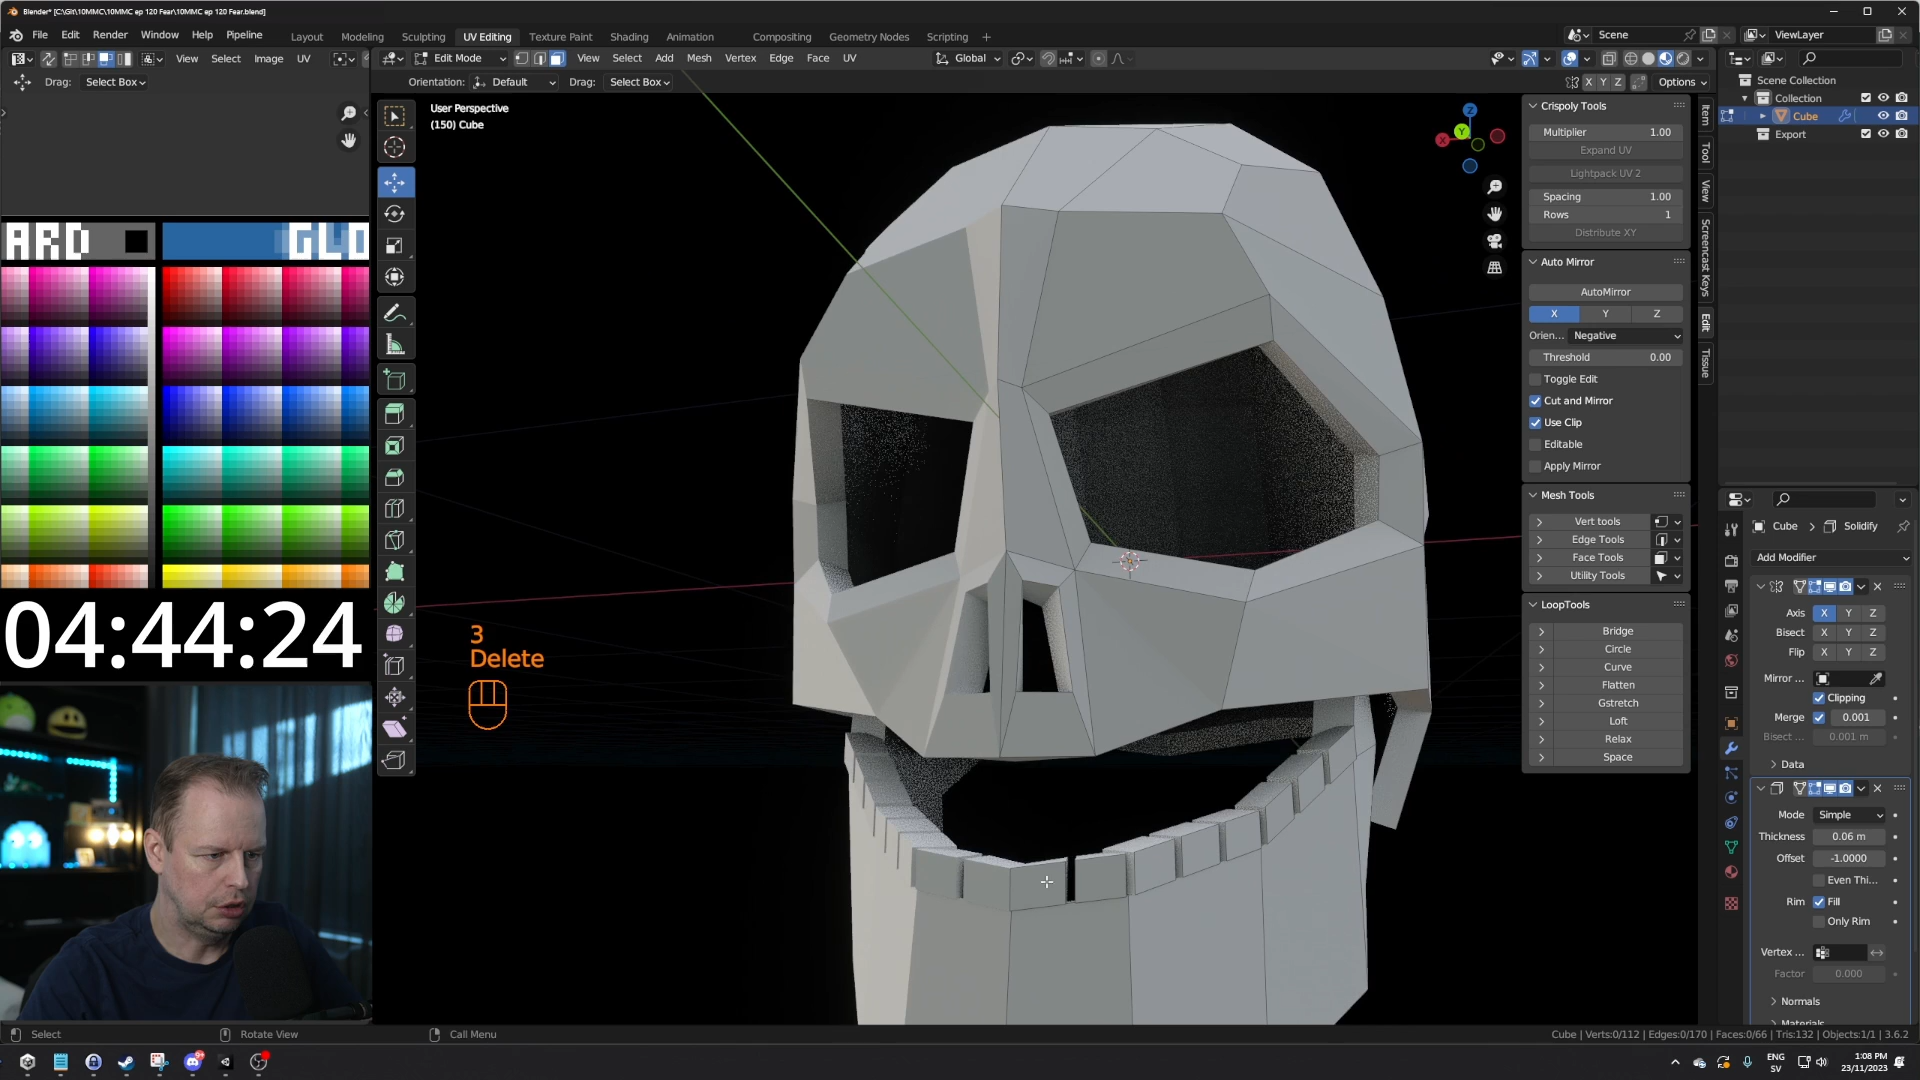 Blender* [C:\Git\10MMC\10MMC ep 120 Fear\10MMC ep 120 Fear.blend]
File Edit Render Window Help Pipeline
Layout Modeling Sculpting UV Editing Texture Paint Shading Animation Compositing Geometry Nodes Scripting
Scene
ViewLayer
View Select Image UV
Edit Mode
View Select Add Mesh Vertex Edge Face UV
Global
Drag: Select Box
Orientation: Default
Drag: Select Box
X Y Z
Options
User Perspective
(150) Cube
ARD
GLO
04:44:24
3
Delete
Z
Y
X
Crispoly Tools
Multiplier 1.00
Expand UV
Lightpack UV 2
Spacing 1.00
Rows 1
Distribute XY
Auto Mirror
AutoMirror
X Y Z
Orien... Negative
Threshold 0.00
Toggle Edit
Cut and Mirror
Use Clip
Editable
Apply Mirror
Mesh Tools
Vert tools
Edge Tools
Face Tools
Utility Tools
LoopTools
Bridge
Circle
Curve
Flatten
Gstretch
Loft
Relax
Space
Item
Tool
View
Screencast Keys
Edit
Tissue
Scene Collection
Collection
Cube
Export
Cube
Solidify
Add Modifier
Axis X Y Z
Bisect X Y Z
Flip X Y Z
Mirror ...
Clipping
Merge 0.001
Bisect ... 0.001 m
Data
Mode Simple
Thickness 0.06 m
Offset -1.0000
Even Thi...
Rim Fill
Only Rim
Vertex ...
Factor 0.000
Normals
Materials
Select
Rotate View
Call Menu
Cube | Verts:0/112 | Edges:0/170 | Faces:0/66 | Tris:132 | Objects:1/1 | 3.6.2
ENG
SV
1:08 PM
23/11/2023